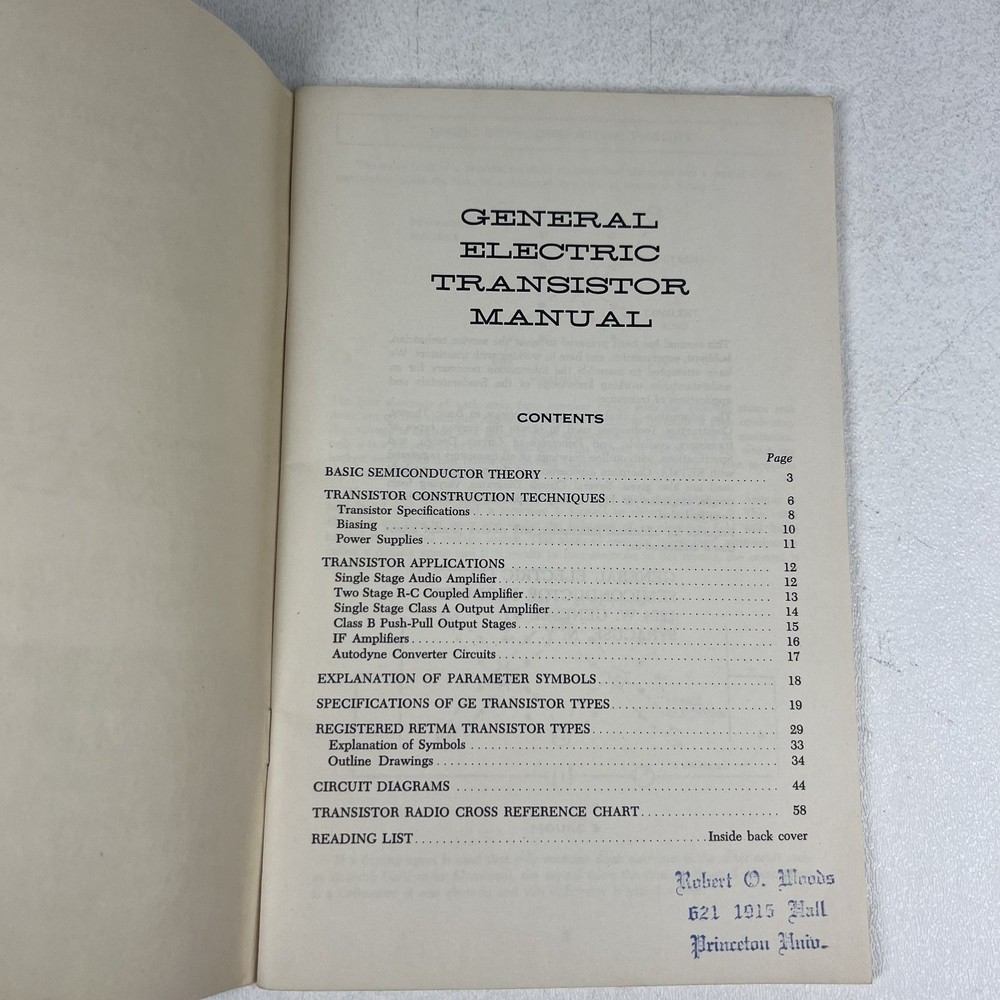 GENERAL
ELECTRIC
TRANSISTOR
MANUAL
CONTENTS
Page
BASIC SEMICONDUCTOR THEORY 3
TRANSISTOR CONSTRUCTION TECHNIQUES 6
Transistor Specifications 8
Biasing 10
Power Supplies 11
TRANSISTOR APPLICATIONS 12
Single Stage Audio Amplifier 12
Two Stage R-C Coupled Amplifier 13
Single Stage Class A Output Amplifier 14
Class B Push-Pull Output Stages 15
IF Amplifiers 16
Autodyne Converter Circuits 17
EXPLANATION OF PARAMETER SYMBOLS 18
SPECIFICATIONS OF GE TRANSISTOR TYPES 19
REGISTERED RETMA TRANSISTOR TYPES 29
Explanation of Symbols 33
Outline Drawings 34
CIRCUIT DIAGRAMS 44
TRANSISTOR RADIO CROSS REFERENCE CHART 58
READING LIST Inside back cover
Robert O. Woods
621 1915 Hall
Princeton Univ.